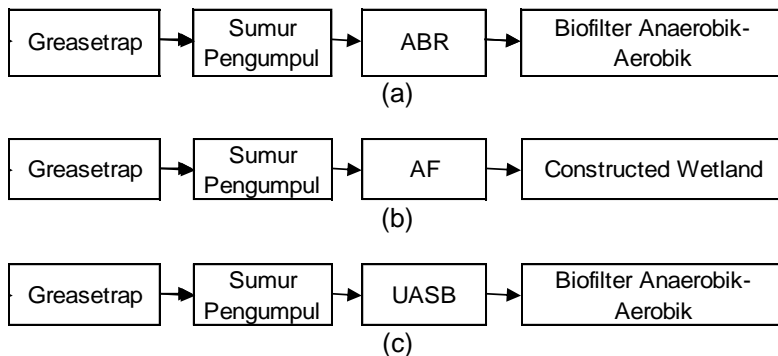 Greasetrap
Sumur
Pengumpul
ABR
Biofilter Anaerobik-
Aerobik
(a)
Greasetrap
Sumur
Pengumpul
AF
Constructed Wetland
(b)
Greasetrap
Sumur
Pengumpul
UASB
Biofilter Anaerobik-
Aerobik
(c)